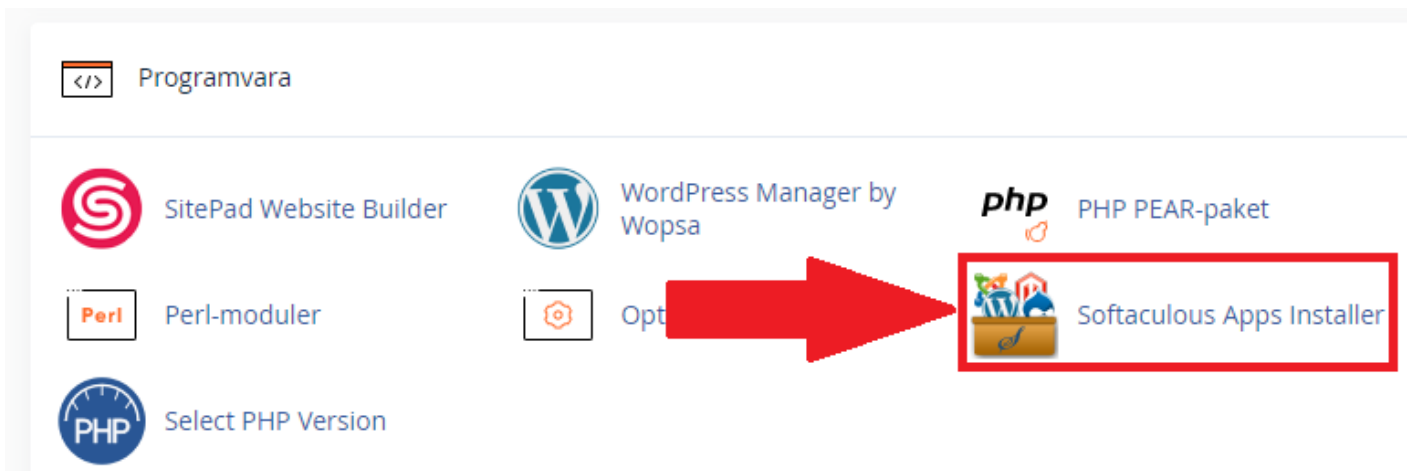 </> Programvara
SitePad Website Builder
WordPress Manager by
Wopsa
php PHP PEAR-paket
Perl Perl-moduler
Softaculous Apps Installer
PHP Select PHP Version